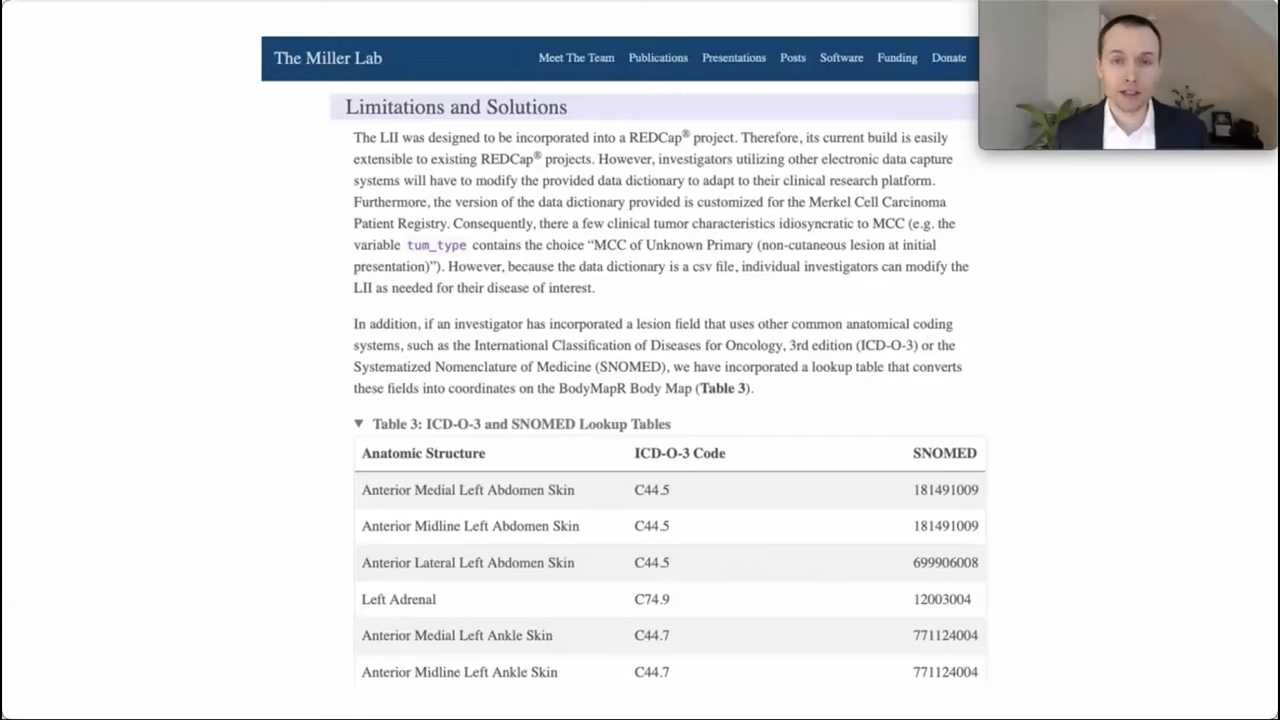 The Miller Lab
Meet The Team Publications Presentations Posts Software Funding Donate
Limitations and Solutions
The LII was designed to be incorporated into a REDCap® project. Therefore, its current build is easily
extensible to existing REDCap® projects. However, investigators utilizing other electronic data capture
systems will have to modify the provided data dictionary to adapt to their clinical research platform.
Furthermore, the version of the data dictionary provided is customized for the Merkel Cell Carcinoma
Patient Registry. Consequently, there a few clinical tumor characteristics idiosyncratic to MCC (e.g. the
variable tum_type contains the choice “MCC of Unknown Primary (non-cutaneous lesion at initial
presentation)”). However, because the data dictionary is a csv file, individual investigators can modify the
LII as needed for their disease of interest.
In addition, if an investigator has incorporated a lesion field that uses other common anatomical coding
systems, such as the International Classification of Diseases for Oncology, 3rd edition (ICD-O-3) or the
Systematized Nomenclature of Medicine (SNOMED), we have incorporated a lookup table that converts
these fields into coordinates on the BodyMapR Body Map (Table 3).
▼ Table 3: ICD-O-3 and SNOMED Lookup Tables
Anatomic Structure ICD-O-3 Code SNOMED
Anterior Medial Left Abdomen Skin C44.5 181491009
Anterior Midline Left Abdomen Skin C44.5 181491009
Anterior Lateral Left Abdomen Skin C44.5 699906008
Left Adrenal C74.9 12003004
Anterior Medial Left Ankle Skin C44.7 771124004
Anterior Midline Left Ankle Skin C44.7 771124004